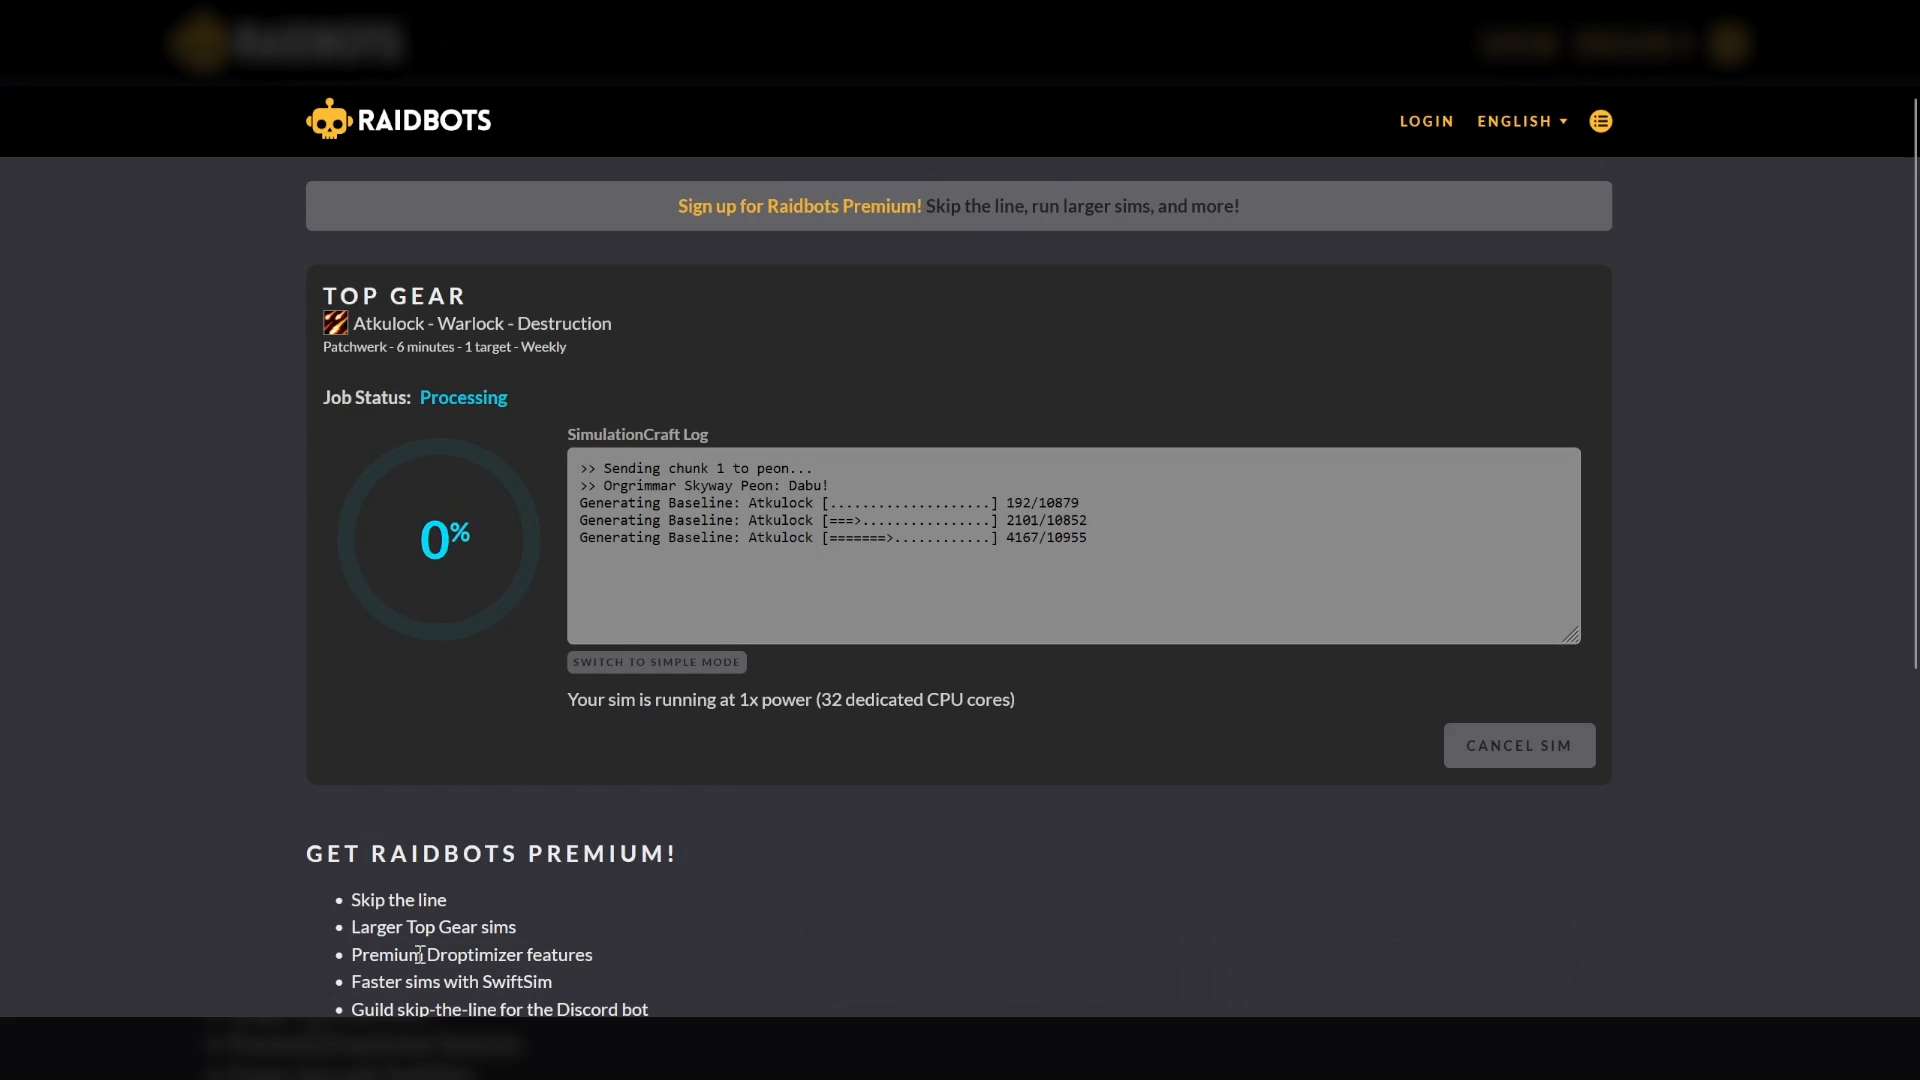 RAIDBOTS
LOGIN ENGLISH
Sign up for Raidbots Premium! Skip the line, run larger sims, and more!
TOP GEAR
Atkulock - Warlock - Destruction
Patchwerk - 6 minutes - 1 target - Weekly
Job Status: Processing
SimulationCraft Log
>> Sending chunk 1 to peon...
>> Orgrimmar Skyway Peon: Dabu!
Generating Baseline: Atkulock [....................] 192/10879
Generating Baseline: Atkulock [===>................] 2101/10852
Generating Baseline: Atkulock [=======>............] 4167/10955
0%
SWITCH TO SIMPLE MODE
Your sim is running at 1x power (32 dedicated CPU cores)
CANCEL SIM
GET RAIDBOTS PREMIUM!
• Skip the line
• Larger Top Gear sims
• Premium Droptimizer features
• Faster sims with SwiftSim
• Guild skip-the-line for the Discord bot